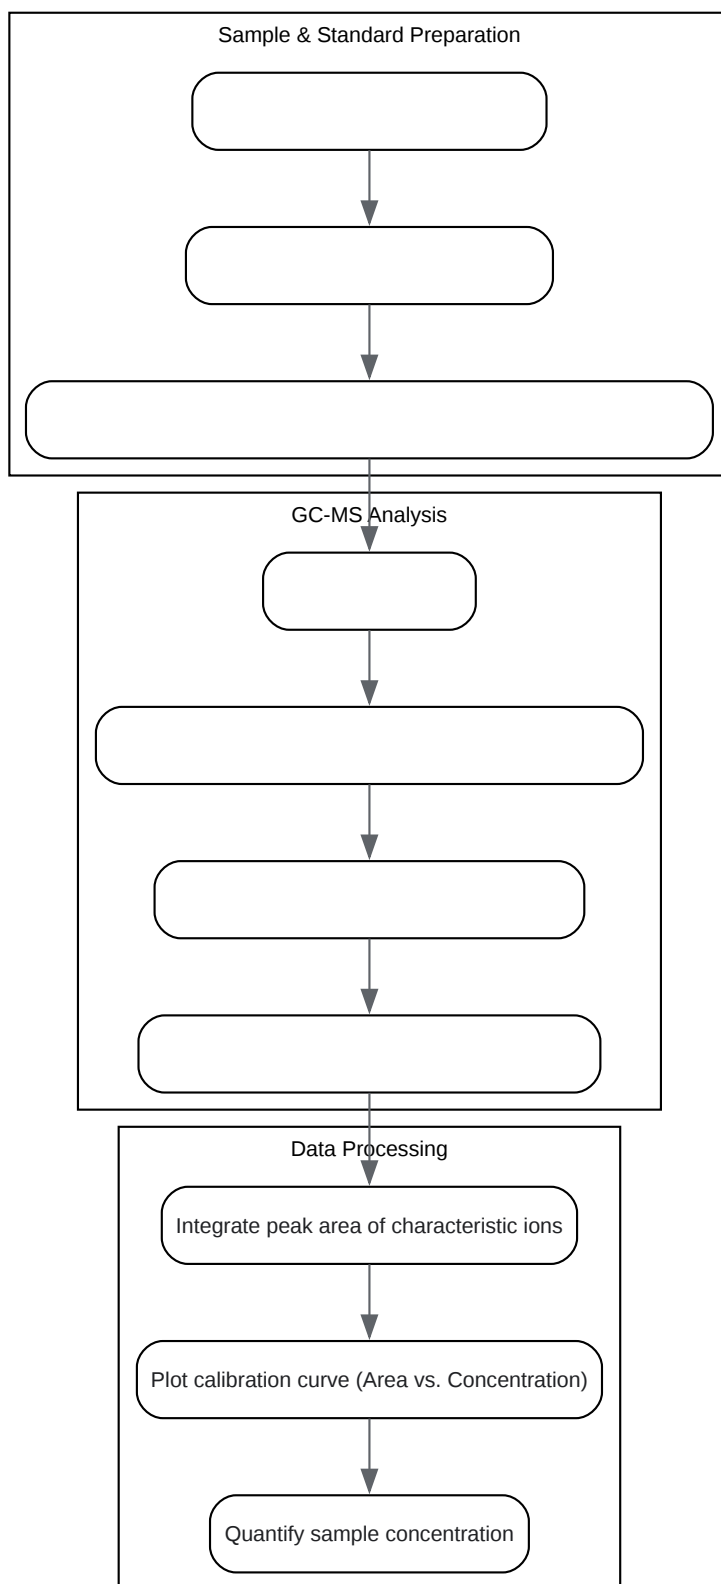 Sample & Standard Preparation
GC-MS Analysis
Data Processing
Integrate peak area of characteristic ions
Plot calibration curve (Area vs. Concentration)
Quantify sample concentration